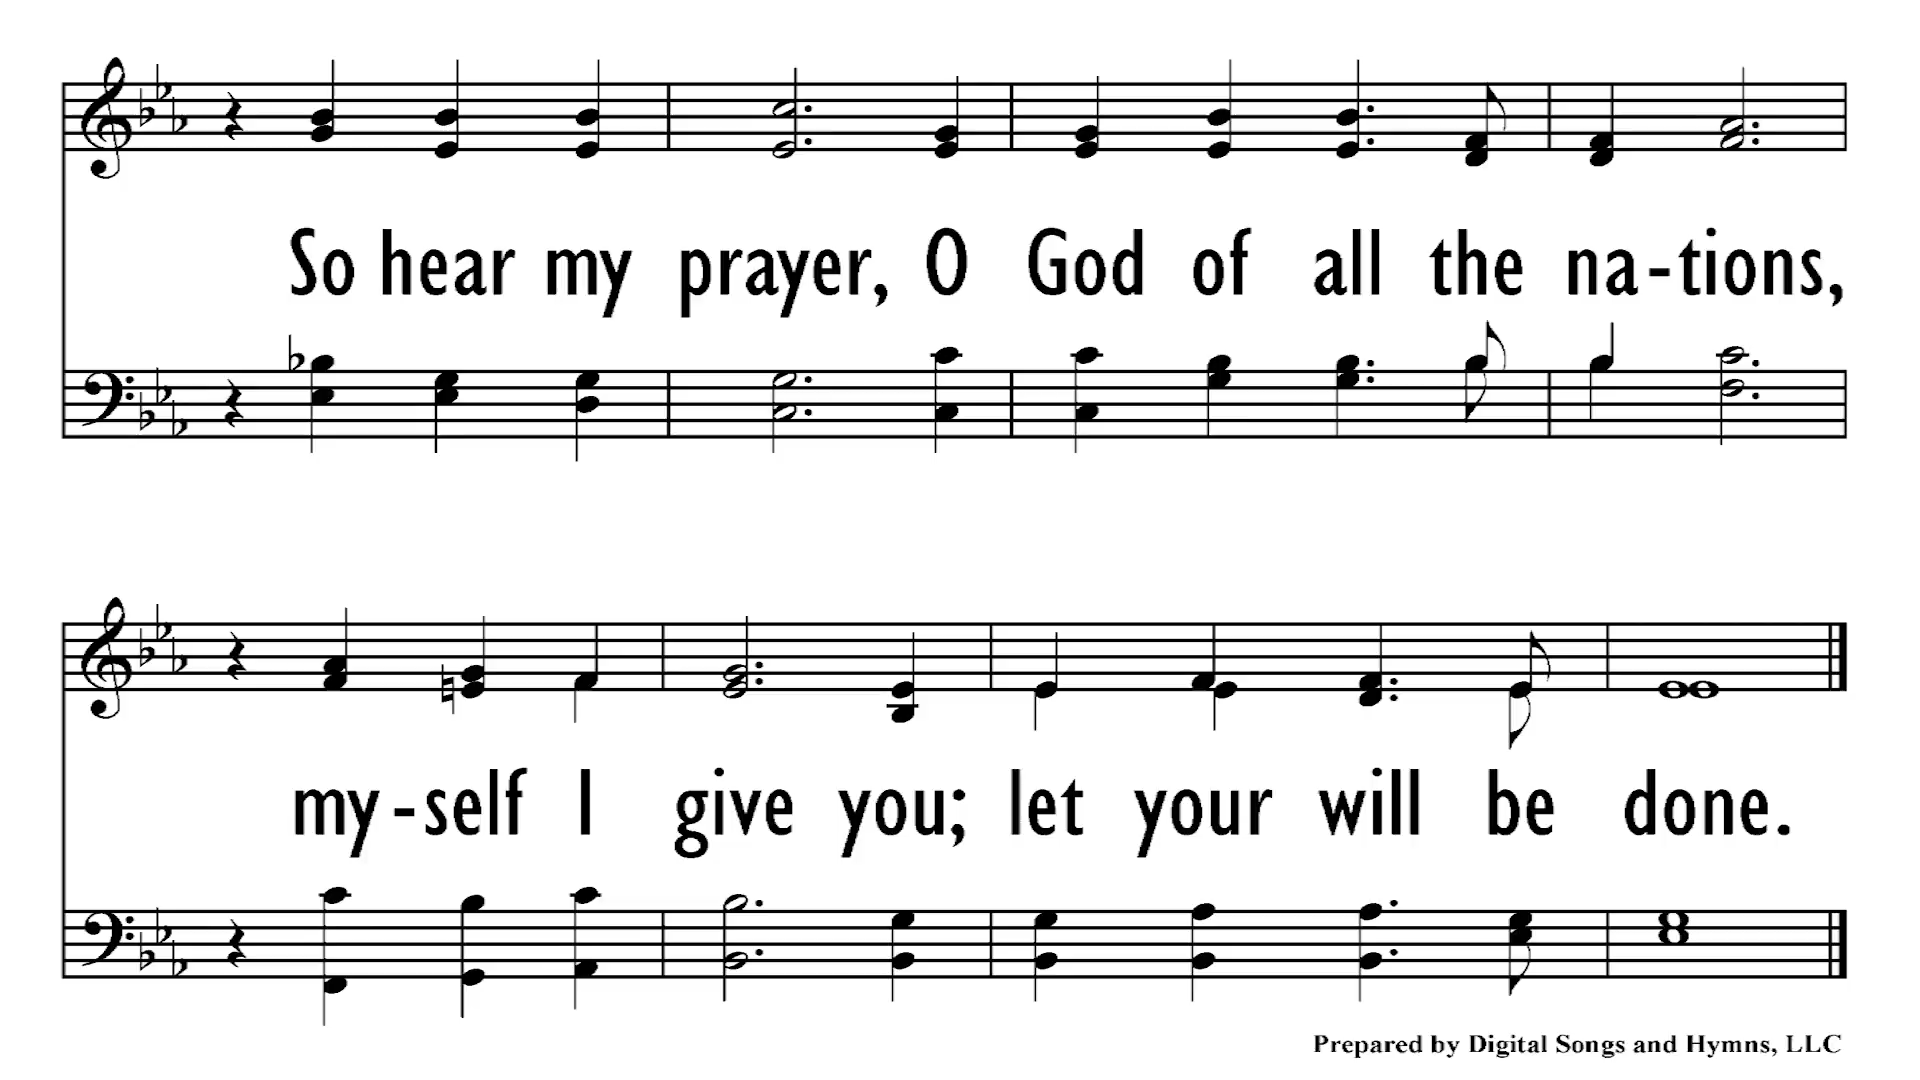 So hear my prayer, O God of all the na-tions,
my-self I give you; let your will be done.
Prepared by Digital Songs and Hymns, LLC